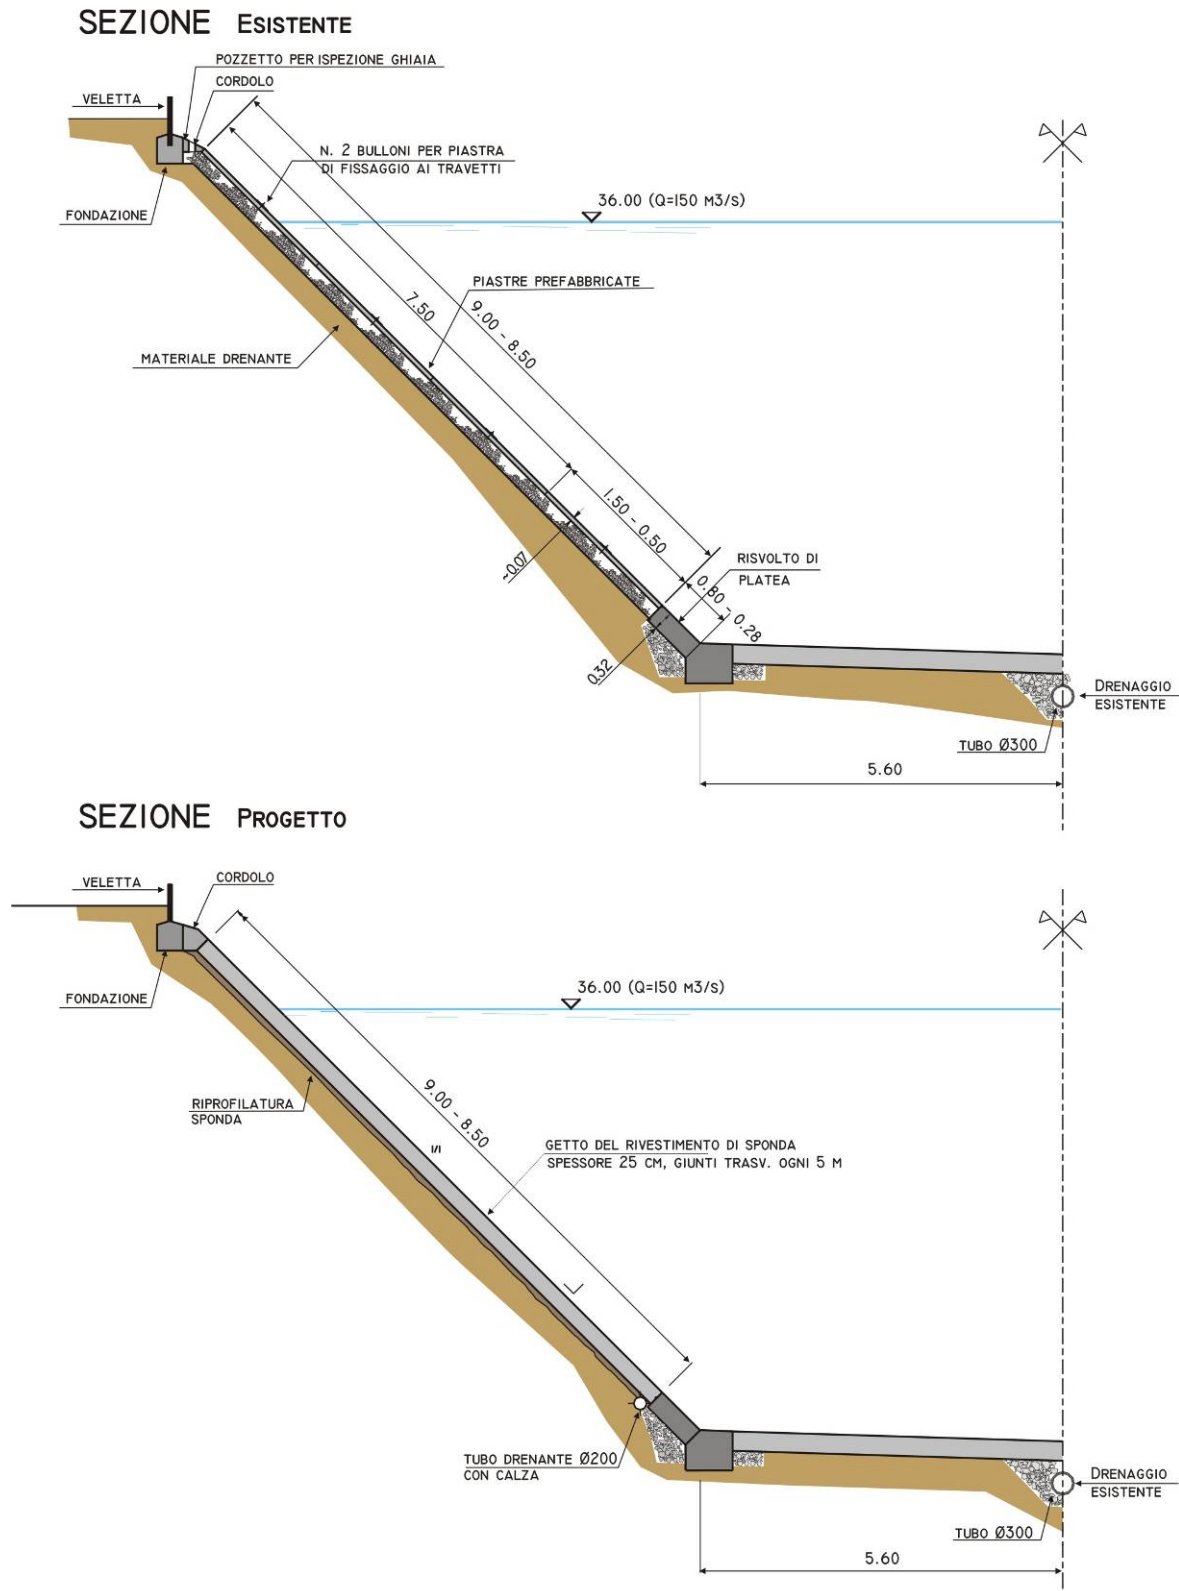 SEZIONE ESISTENTE
POZZETTO PER ISPEZIONE GHIAIA
CORDOLO
VELETTA
N. 2 BULLONI PER PIASTRA
DI FISSAGGIO AI TRAVETTI
36.00 (Q=150 M3/S)
FONDAZIONE
PIASTRE PREFABBRICATE
7.50
9.00 - 8.50
MATERIALE DRENANTE
1.50 - 0.50
~0.07
RISVOLTO DI
PLATEA
0.80 - 0.28
0.32
DRENAGGIO
ESISTENTE
TUBO Ø300
5.60
SEZIONE PROGETTO
CORDOLO
VELETTA
36.00 (Q=150 M3/S)
FONDAZIONE
RIPROFILATURA
SPONDA
9.00 - 8.50
1/1
GETTO DEL RIVESTIMENTO DI SPONDA
SPESSORE 25 CM, GIUNTI TRASV. OGNI 5 M
TUBO DRENANTE Ø200
CON CALZA
DRENAGGIO
ESISTENTE
TUBO Ø300
5.60